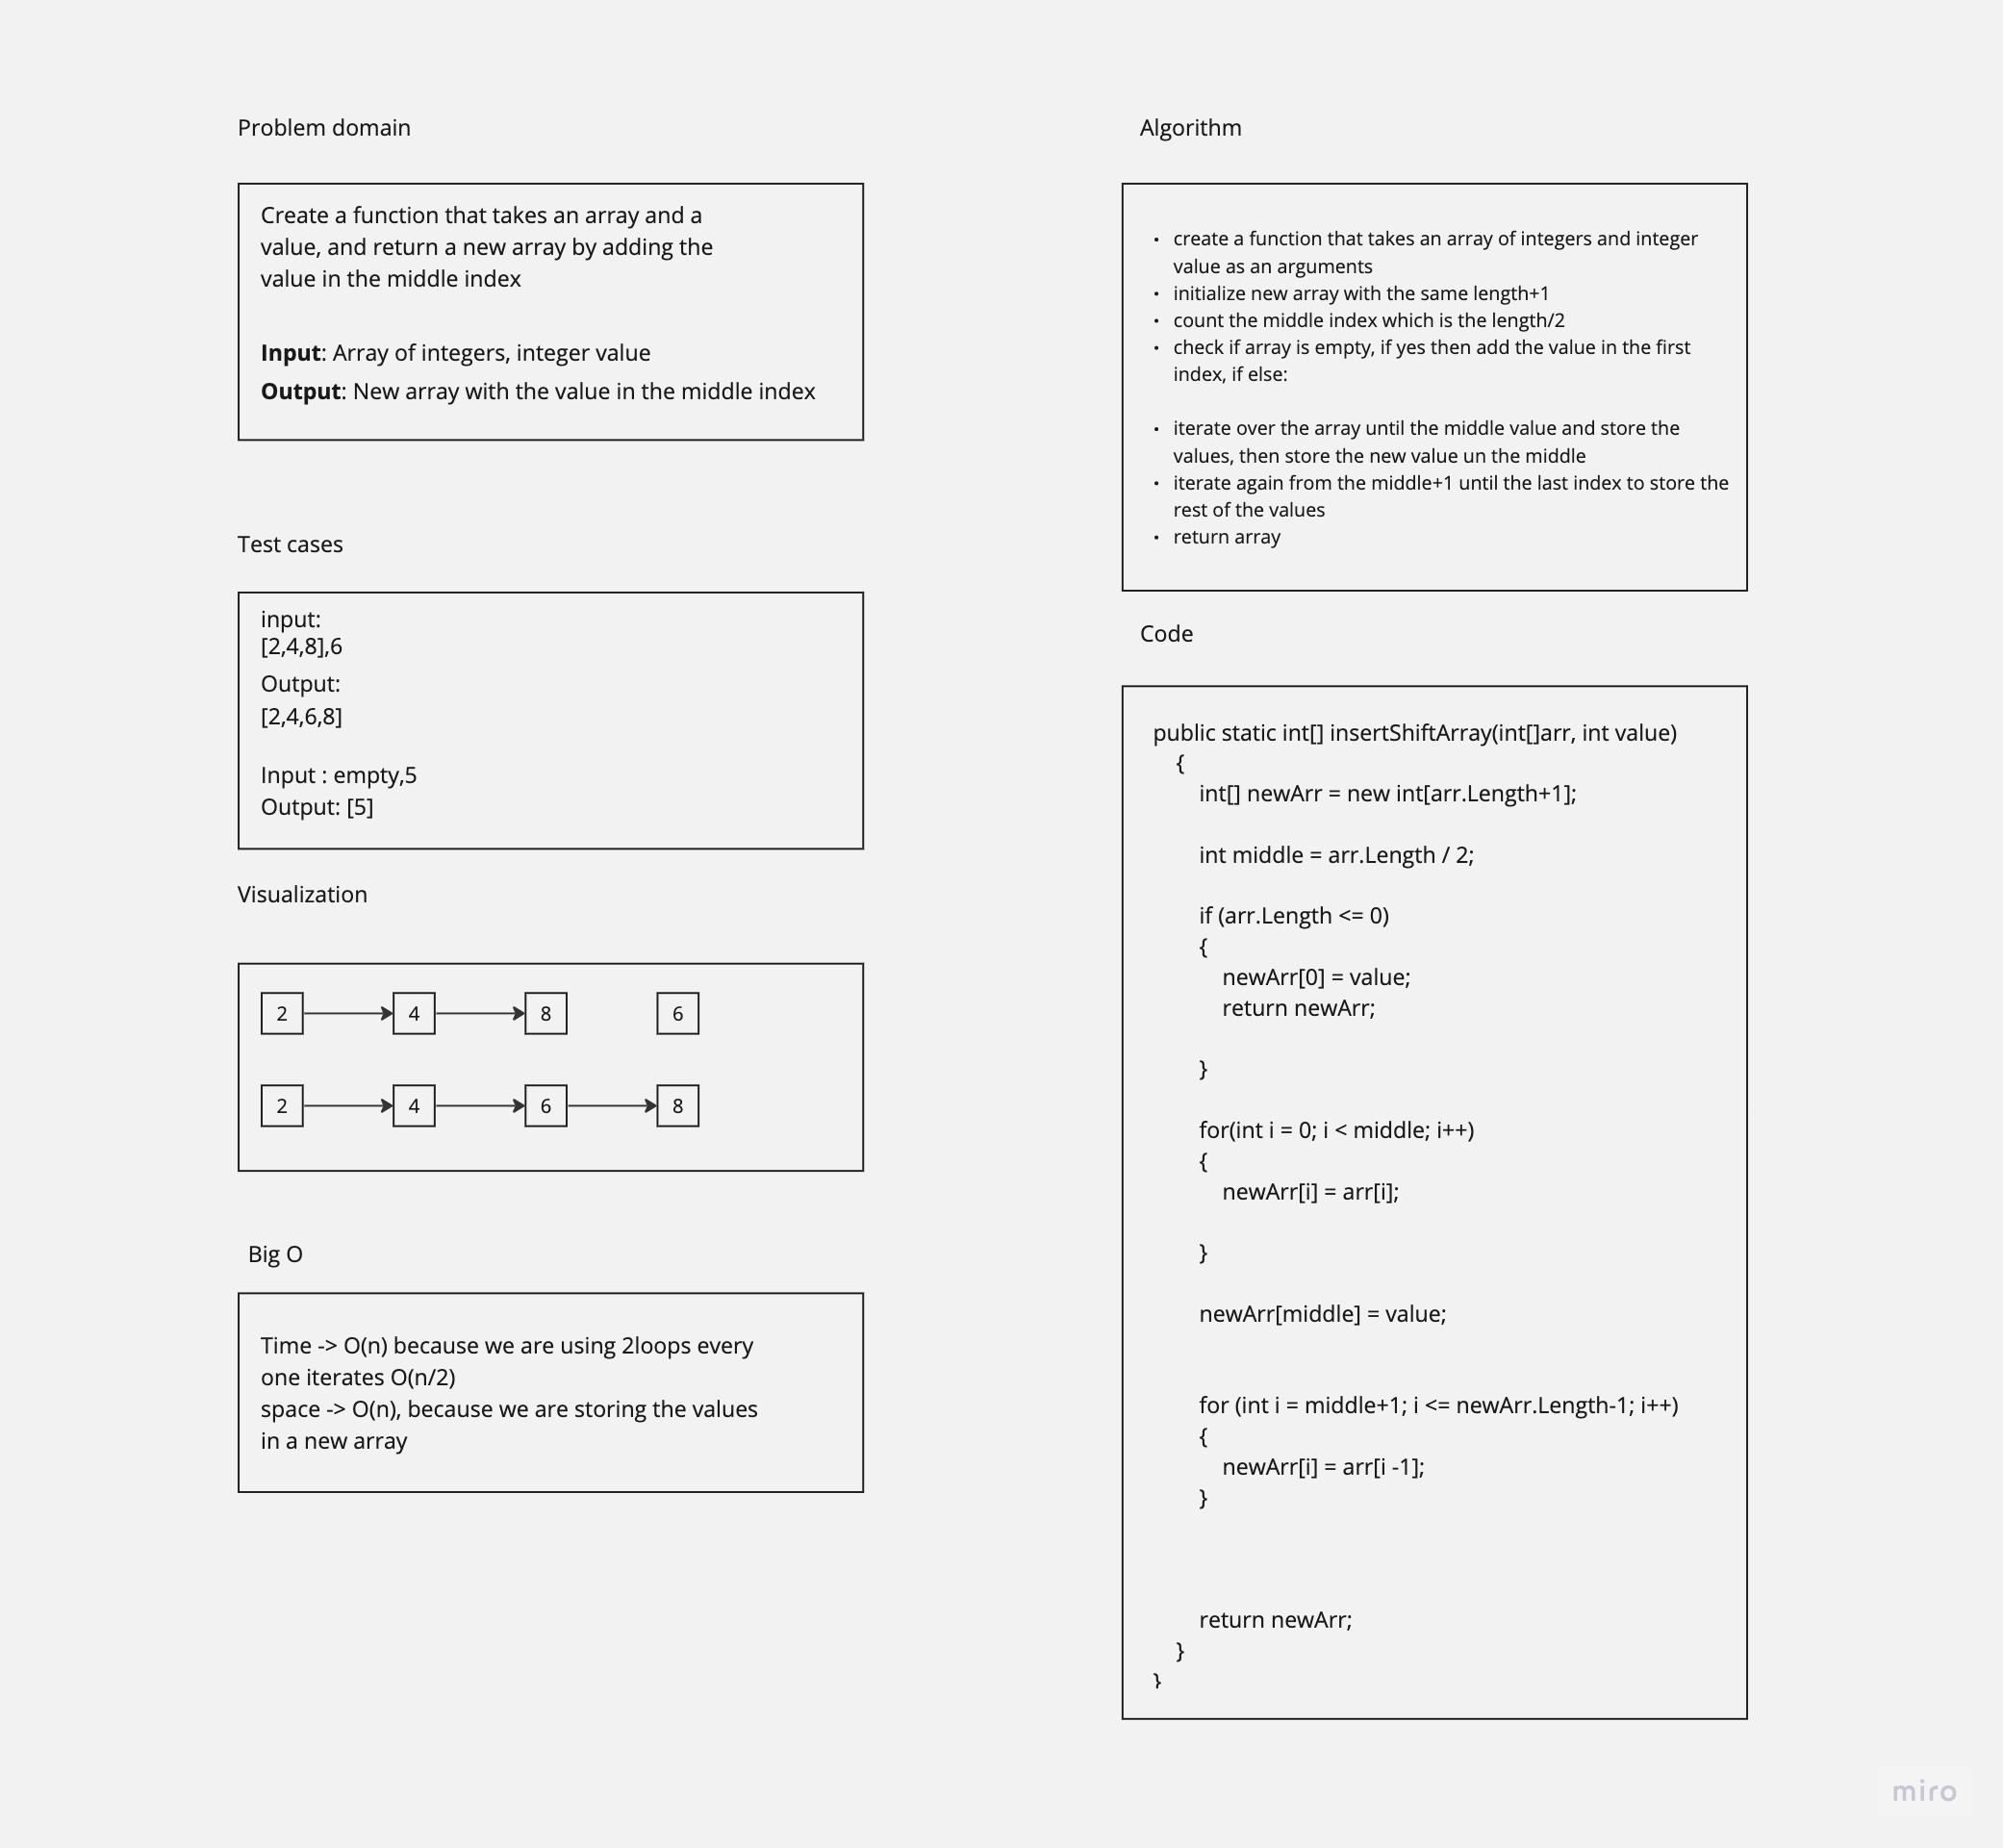 Problem domain
Create a function that takes an array and a
value, and return a new array by adding the
value in the middle index
Input: Array of integers, integer value
Output: New array with the value in the middle index
Test cases
input:
[2,4,8],6
Output:
[2,4,6,8]
Input : empty,5
Output: [5]
Visualization
2 4 8 6
2 4 6 8
Big O
Time -> O(n) because we are using 2loops every
one iterates O(n/2)
space -> O(n), because we are storing the values
in a new array
Algorithm
• create a function that takes an array of integers and integer
value as an arguments
• initialize new array with the same length+1
• count the middle index which is the length/2
• check if array is empty, if yes then add the value in the first
index, if else:
• iterate over the array until the middle value and store the
values, then store the new value un the middle
• iterate again from the middle+1 until the last index to store the
rest of the values
• return array
Code
public static int[] insertShiftArray(int[]arr, int value)
{
int[] newArr = new int[arr.Length+1];
int middle = arr.Length / 2;
if (arr.Length <= 0)
{
newArr[0] = value;
return newArr;
}
for(int i = 0; i < middle; i++)
{
newArr[i] = arr[i];
}
newArr[middle] = value;
for (int i = middle+1; i <= newArr.Length-1; i++)
{
newArr[i] = arr[i -1];
}
return newArr;
}
}
miro